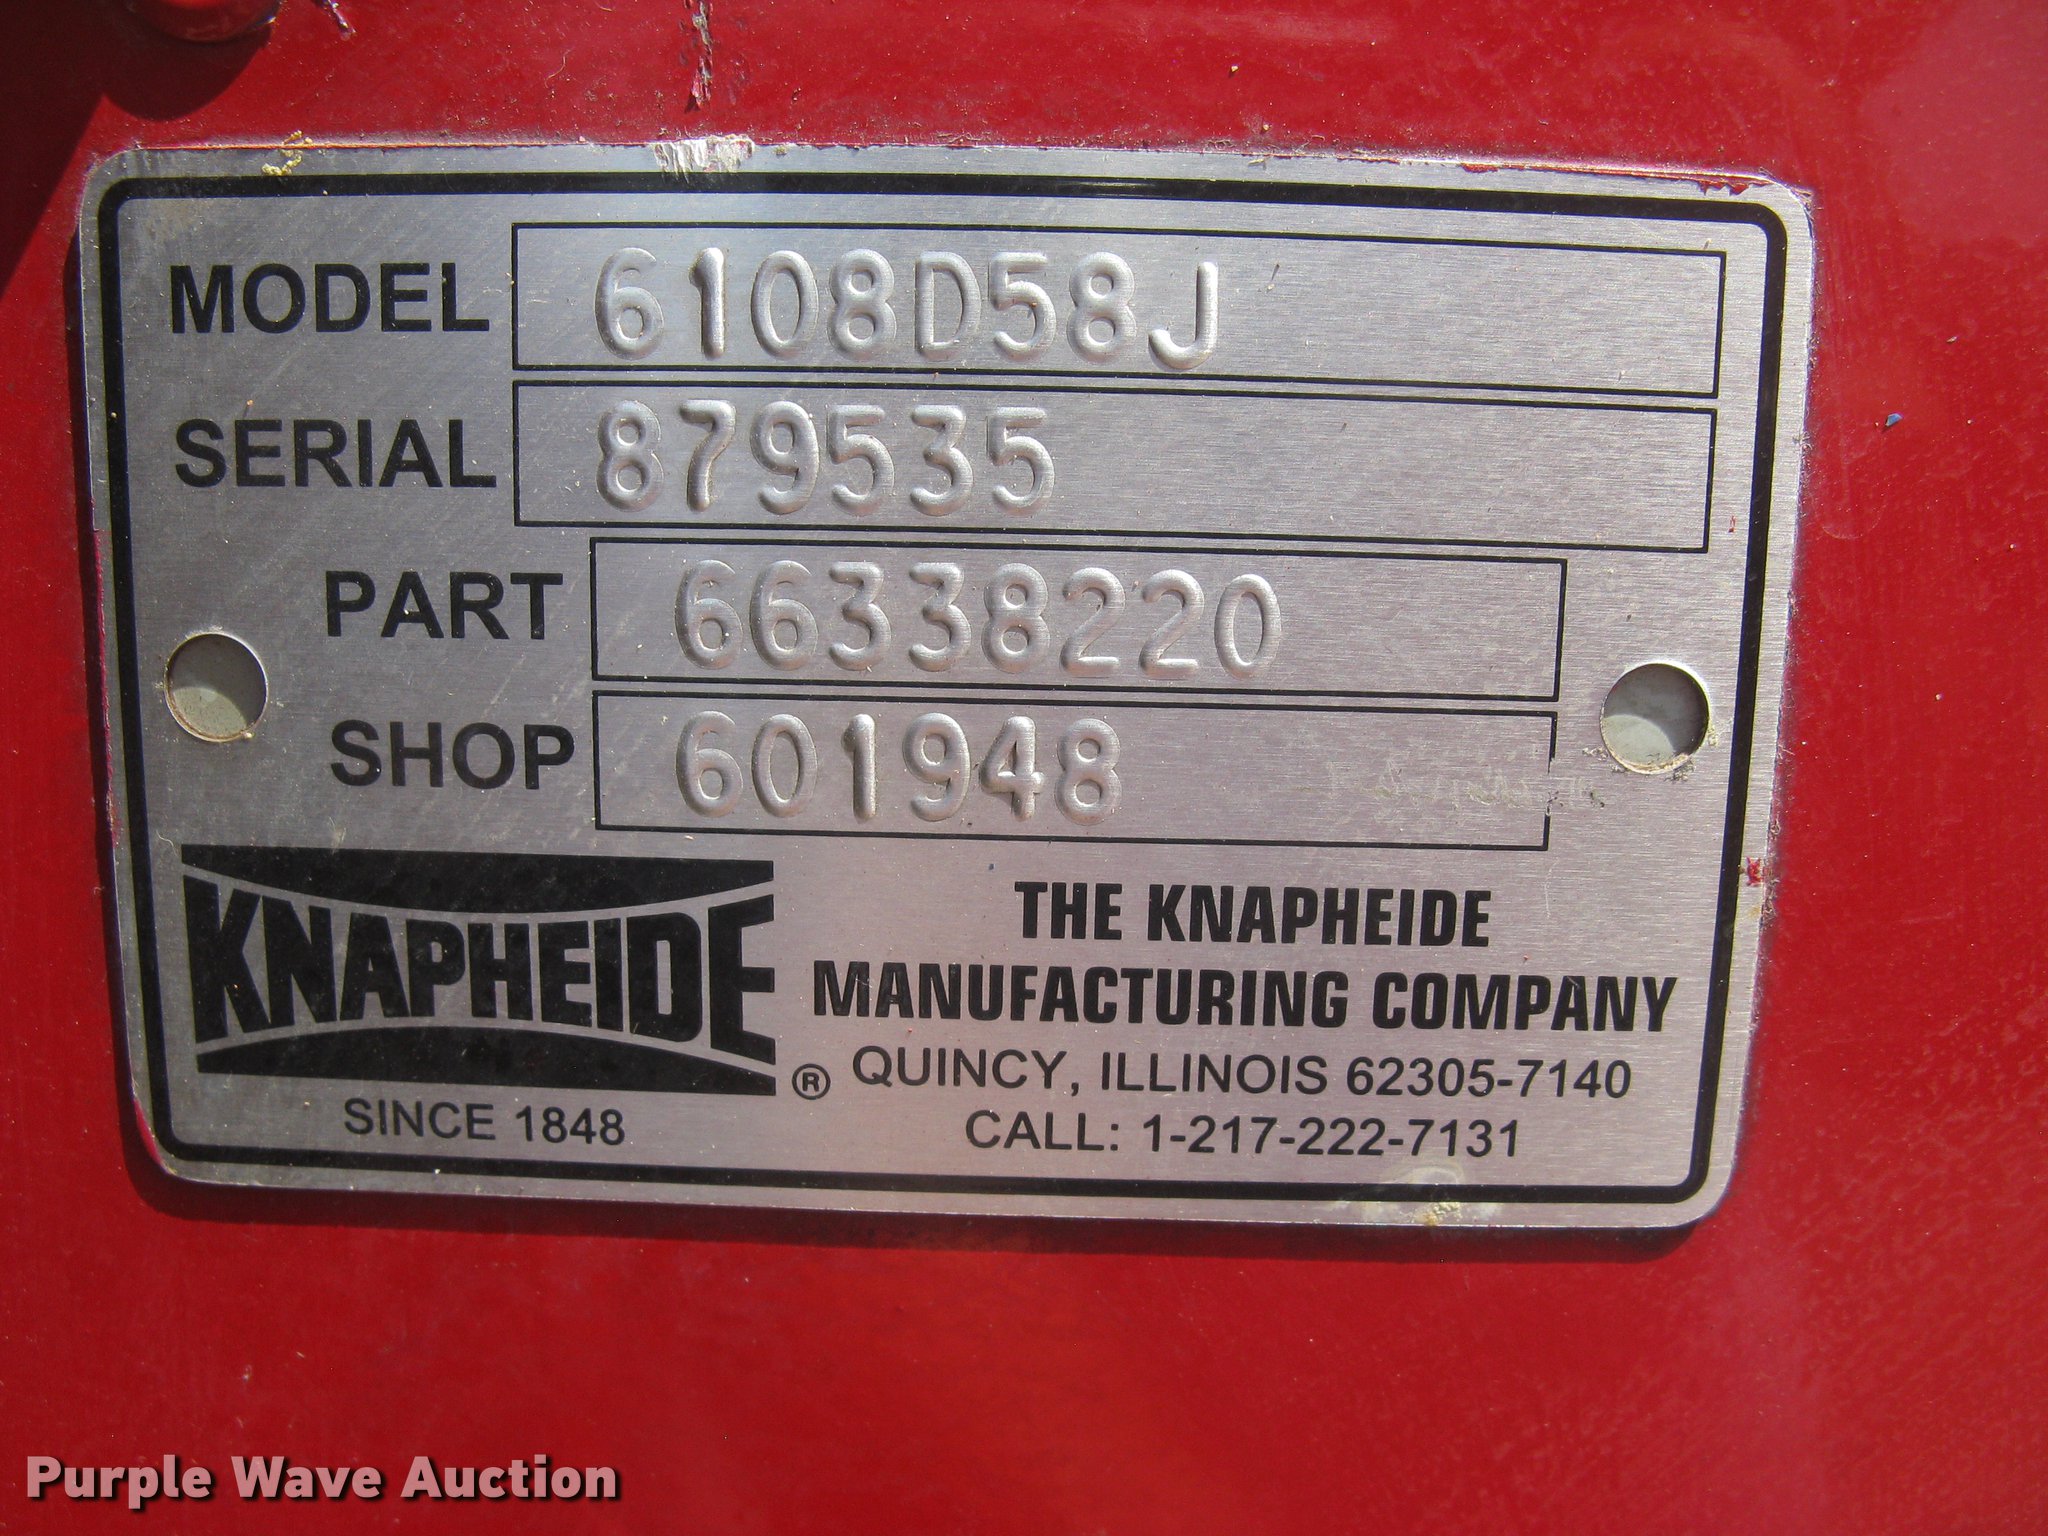 MODEL 6108D58J
SERIAL 879535
PART 66338220
SHOP 601948
KNAPHEIDE ®
SINCE 1848
THE KNAPHEIDE
MANUFACTURING COMPANY
QUINCY, ILLINOIS 62305-7140
CALL: 1-217-222-7131
Purple Wave Auction